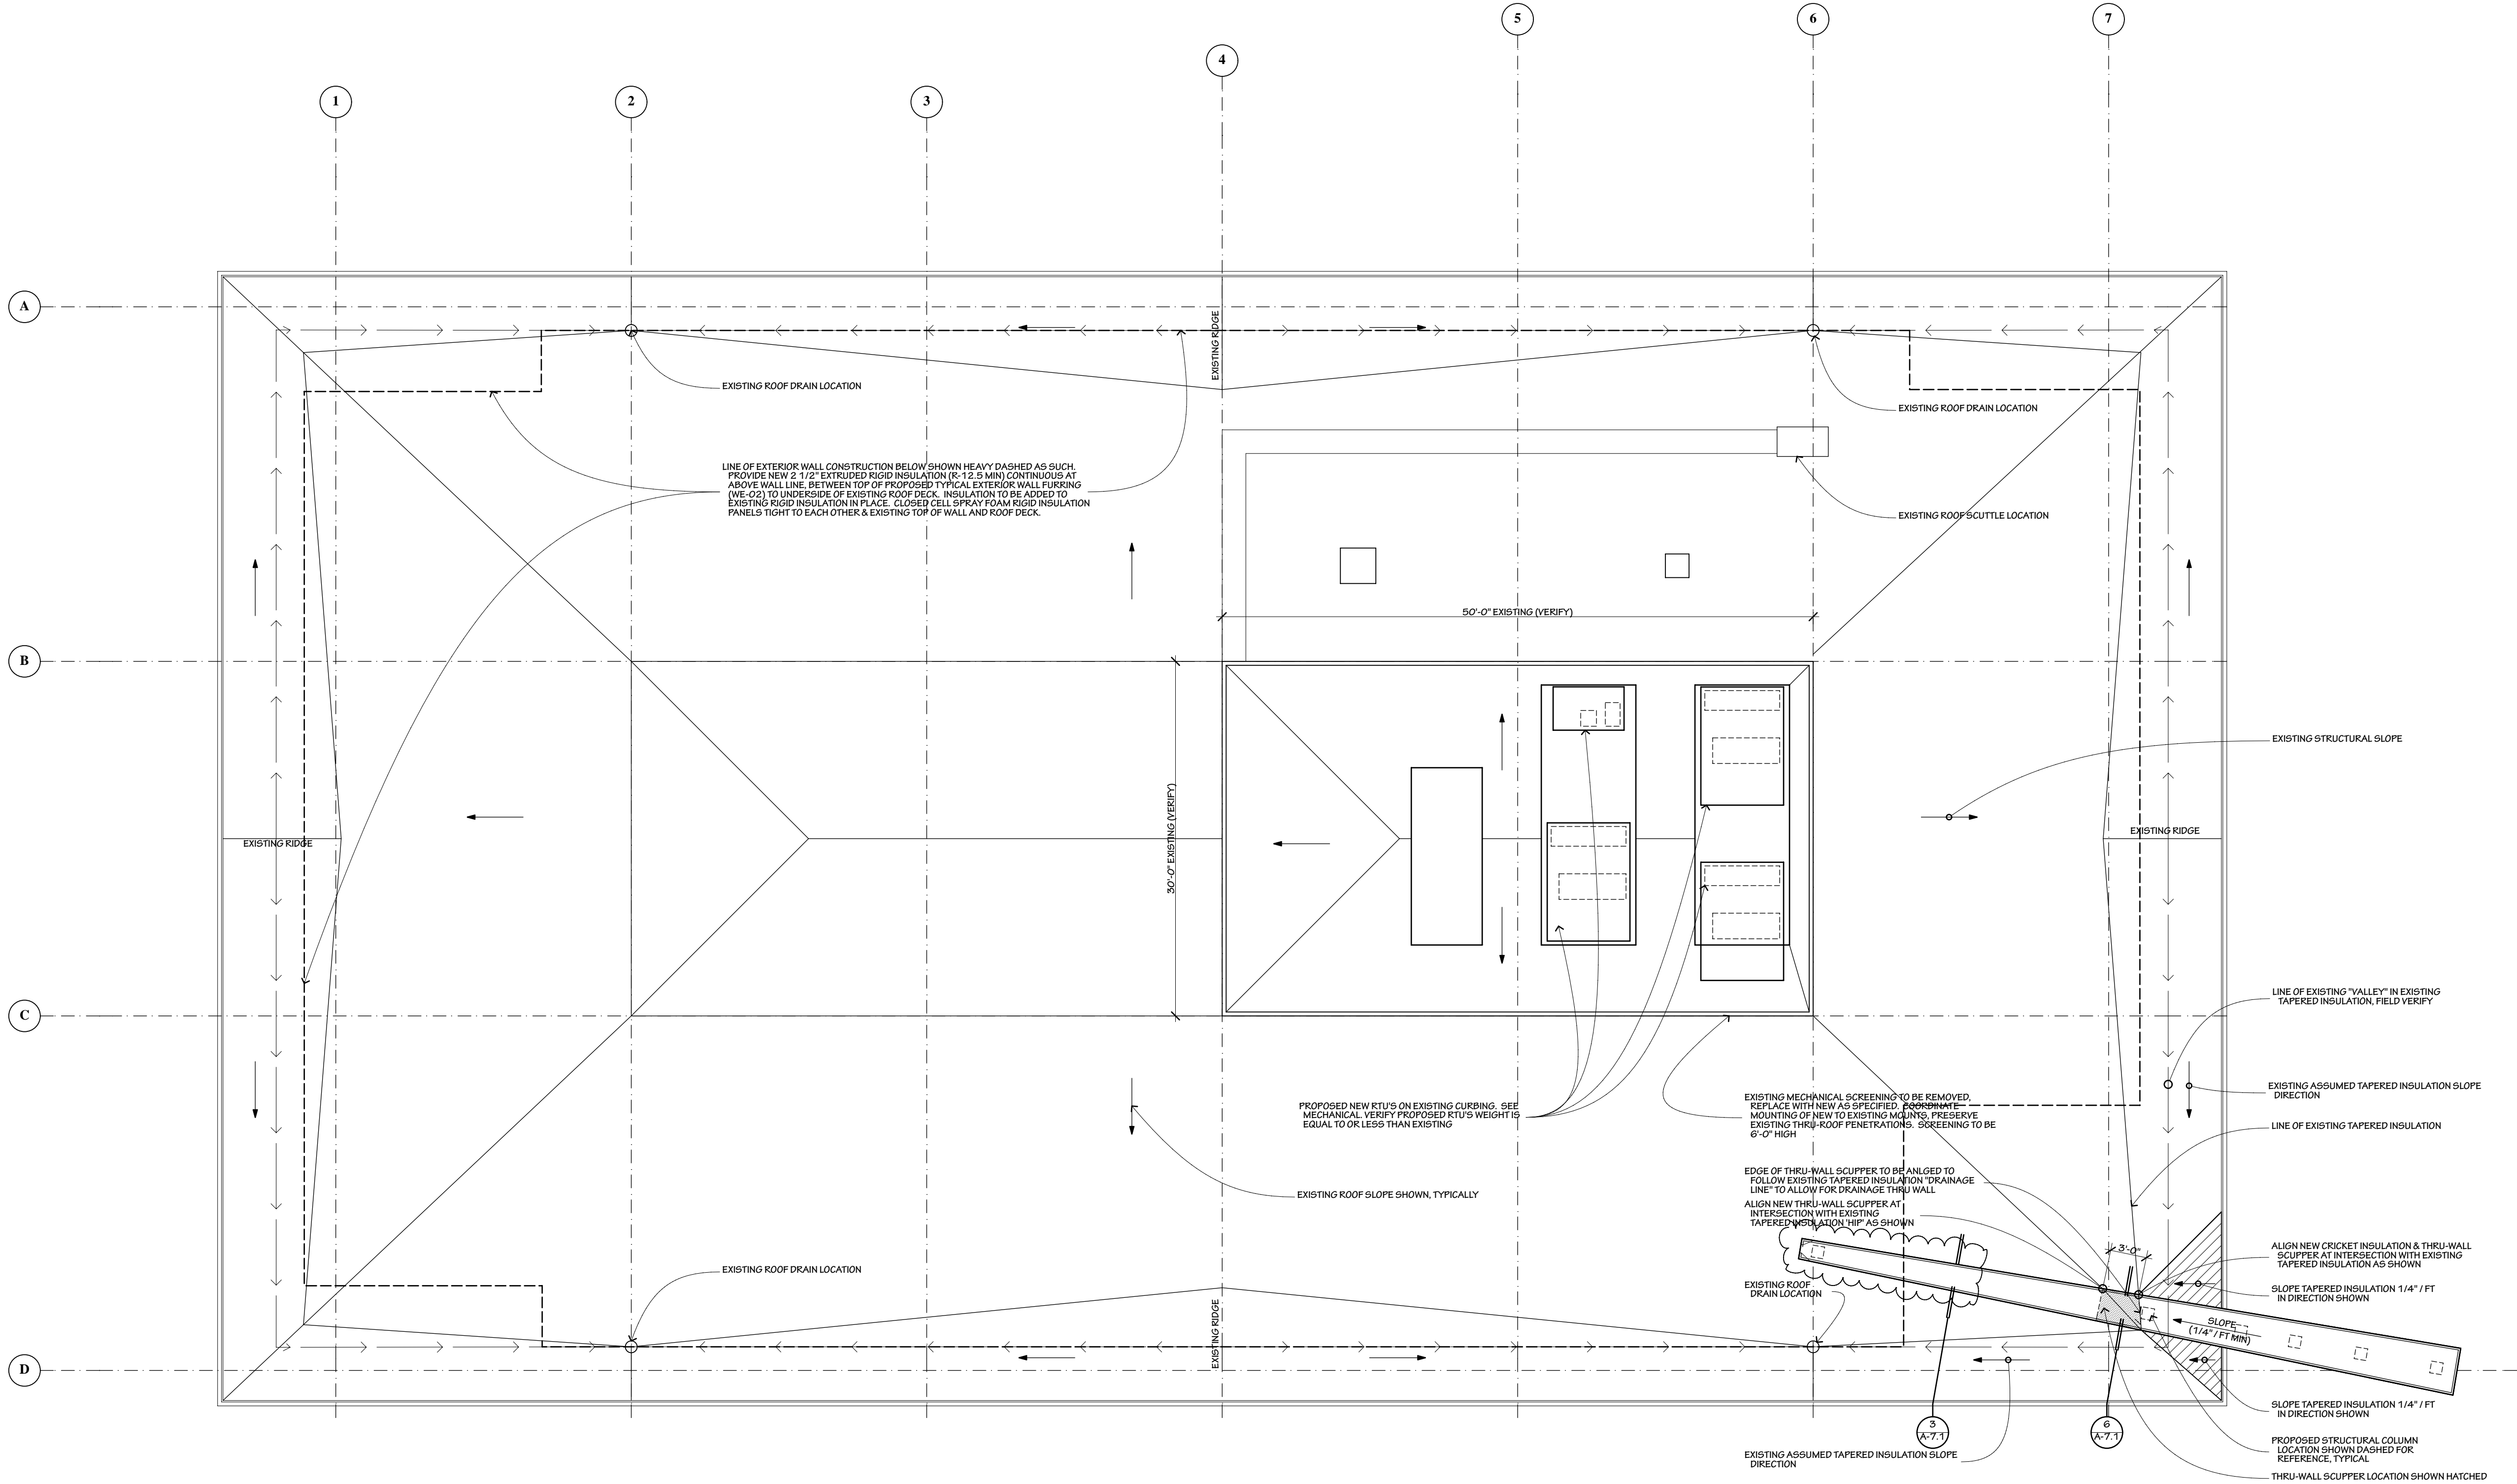 5
6
7
4
1
2
3
A
EXISTING RIDGE
EXISTING ROOF DRAIN LOCATION
EXISTING ROOF DRAIN LOCATION
LINE OF EXTERIOR WALL CONSTRUCTION BELOW SHOWN HEAVY DASHED AS SUCH.
PROVIDE NEW 2 1/2" EXTRUDED RIGID INSULATION (R-12.5 MIN) CONTINUOUS AT
ABOVE WALL LINE, BETWEEN TOP OF PROPOSED TYPICAL EXTERIOR WALL FURRING
(WE-02) TO UNDERSIDE OF EXISTING ROOF DECK. INSULATION TO BE ADDED TO
EXISTING RIGID INSULATION IN PLACE. CLOSED CELL SPRAY FOAM RIGID INSULATION
PANELS TIGHT TO EACH OTHER & EXISTING TOP OF WALL AND ROOF DECK.
EXISTING ROOF SCUTTLE LOCATION
50'-0" EXISTING (VERIFY)
B
EXISTING STRUCTURAL SLOPE
30'-0" EXISTING (VERIFY)
EXISTING RIDGE
EXISTING RIDGE
LINE OF EXISTING "VALLEY" IN EXISTING
TAPERED INSULATION, FIELD VERIFY
C
EXISTING ASSUMED TAPERED INSULATION SLOPE
DIRECTION
PROPOSED NEW RTU'S ON EXISTING CURBING. SEE
MECHANICAL. VERIFY PROPOSED RTU'S WEIGHT IS
EQUAL TO OR LESS THAN EXISTING
EXISTING MECHANICAL SCREENING TO BE REMOVED,
REPLACE WITH NEW AS SPECIFIED. COORDINATE
MOUNTING OF NEW TO EXISTING MOUNTS, PRESERVE
EXISTING THRU-ROOF PENETRATIONS. SCREENING TO BE
6'-0" HIGH
LINE OF EXISTING TAPERED INSULATION
EDGE OF THRU-WALL SCUPPER TO BE ANLGED TO
FOLLOW EXISTING TAPERED INSULATION "DRAINAGE
LINE" TO ALLOW FOR DRAINAGE THRU WALL
EXISTING ROOF SLOPE SHOWN, TYPICALLY
ALIGN NEW THRU-WALL SCUPPER AT
INTERSECTION WITH EXISTING
TAPERED INSULATION 'HIP' AS SHOWN
3'-0"
ALIGN NEW CRICKET INSULATION & THRU-WALL
SCUPPER AT INTERSECTION WITH EXISTING
TAPERED INSULATION AS SHOWN
EXISTING ROOF DRAIN LOCATION
EXISTING ROOF
DRAIN LOCATION
SLOPE TAPERED INSULATION 1/4" / FT
IN DIRECTION SHOWN
EXISTING RIDGE
SLOPE
(1/4" / FT MIN)
D
SLOPE TAPERED INSULATION 1/4" / FT
IN DIRECTION SHOWN
3
A-7.1
6
A-7.1
PROPOSED STRUCTURAL COLUMN
LOCATION SHOWN DASHED FOR
REFERENCE, TYPICAL
EXISTING ASSUMED TAPERED INSULATION SLOPE
DIRECTION
THRU-WALL SCUPPER LOCATION SHOWN HATCHED